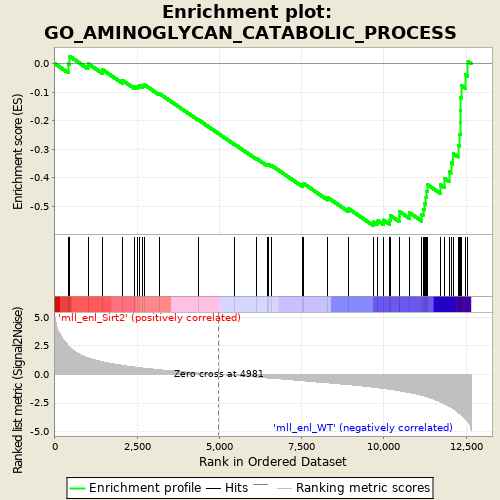 Enrichment plot:
GO_AMINOGLYCAN_CATABOLIC_PROCESS
Enrichment score (ES)
0.0
-0.1
-0.2
-0.3
-0.4
-0.5
Ranked list metric (Signal2Noise)
5.0
2.5
0.0
-2.5
-5.0
'mll_enl_Sirt2' (positively correlated)
Zero cross at 4981
'mll_enl_WT' (negatively correlated)
0
2,500
5,000
7,500
10,000
12,500
Rank in Ordered Dataset
Enrichment profile
Hits
Ranking metric scores